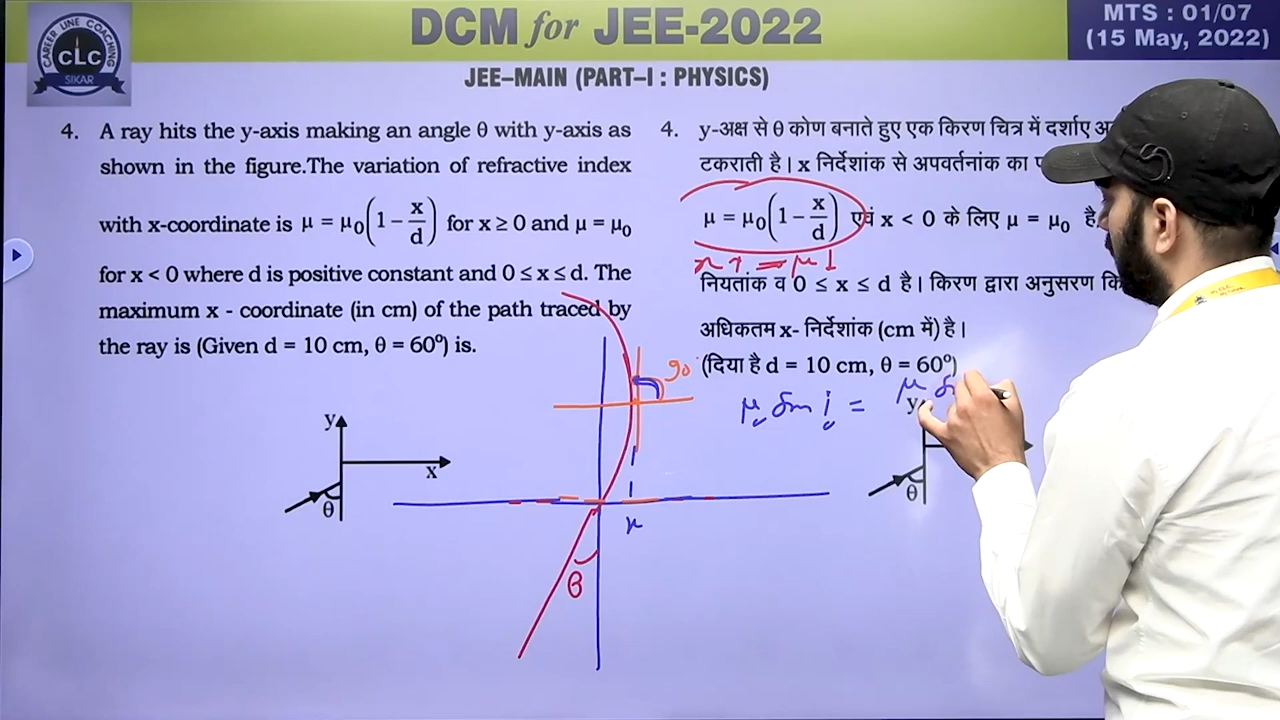 DCM for JEE-2022
MTS : 01/07
(15 May, 2022)
CAREER LINE COACHING
CLC
SIKAR
JEE–MAIN (PART–I : PHYSICS)
4. A ray hits the y-axis making an angle θ with y-axis as
shown in the figure.The variation of refractive index
with x-coordinate is μ = μ₀(1 – x/d) for x ≥ 0 and μ = μ₀
for x < 0 where d is positive constant and 0 ≤ x ≤ d. The
maximum x - coordinate (in cm) of the path traced by
the ray is (Given d = 10 cm, θ = 60⁰) is.
y
x
θ
4. y-अक्ष से θ कोण बनाते हुए एक किरण चित्र में दर्शाए
टकराती है। x निर्देशांक से अपवर्तनांक का
μ = μ₀(1 – x/d) एवं x < 0 के लिए μ = μ₀ है
x ↑ ⇒ μ ↓
नियतांक व 0 ≤ x ≤ d है। किरण द्वारा अनुसरण
अधिकतम x- निर्देशांक (cm में) है।
(दिया है d = 10 cm, θ = 60⁰)
90
μ₀ sin i₀ = μ
y
θ
x
θ